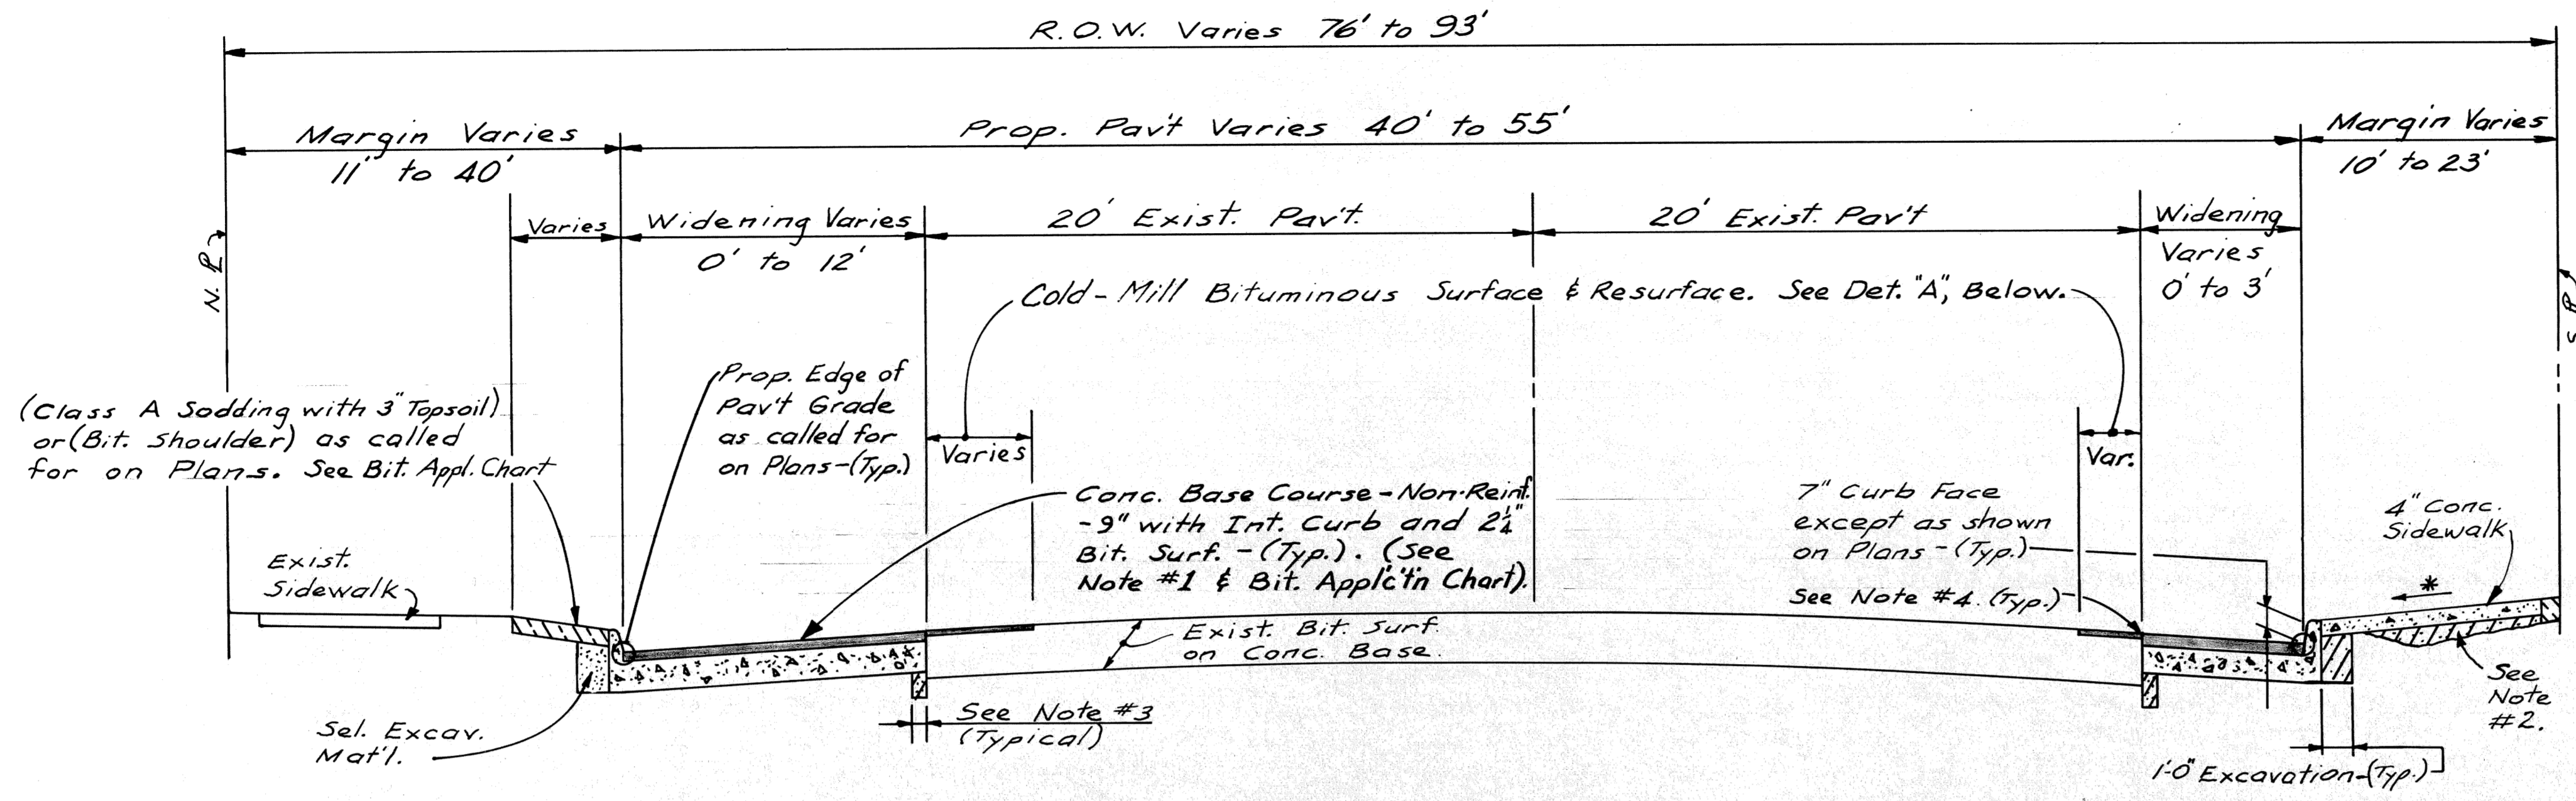 R.O.W. Varies 76' to 93'
Margin Varies
11' to 40'
Prop. Pav't Varies 40' to 55'
Margin Varies
10' to 23'
Varies
Widening Varies
0' to 12'
20' Exist. Pav't.
20' Exist. Pav't
Widening
Varies
0' to 3'
N. P
S P
Cold-Mill Bituminous Surface & Resurface. See Det. "A", Below.
Prop. Edge of
Pav't Grade
as called for
on Plans-(Typ.)
(Class A Sodding with 3" Topsoil)
or (Bit. Shoulder) as called
for on Plans. See Bit. Appl. Chart
Varies
Var.
Conc. Base Course-Non-Reinf.
-9" with Int. Curb and 2¼"
Bit. Surf. - (Typ.). (See
Note #1 & Bit. Applc't'n Chart).
7" Curb Face
except as shown
on Plans-(Typ.)
See Note #4. (Typ.)
4" Conc.
Sidewalk
*
Exist.
Sidewalk
Exist. Bit. Surf.
on Conc. Base.
See
Note
#2.
Sel. Excav.
Mat'l.
See Note #3
(Typical)
1'-0" Excavation-(Typ.)